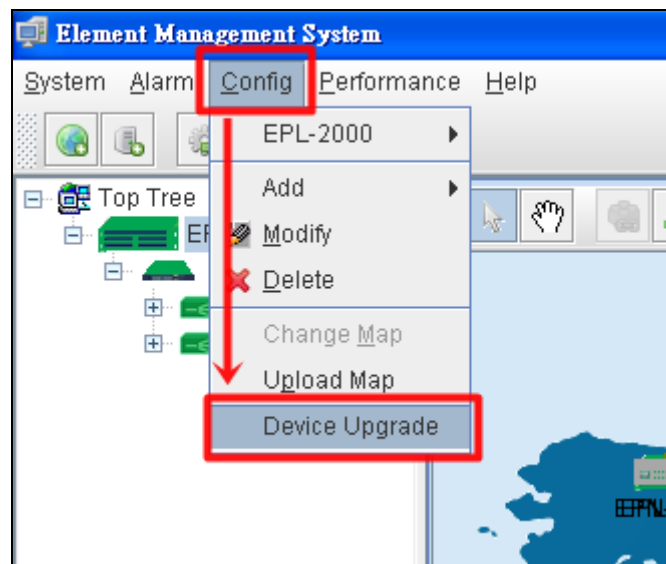 Element Management System
System Alarm Config Performance Help
EPL-2000
Add
Modify
Delete
Change Map
Upload Map
Device Upgrade
Top Tree